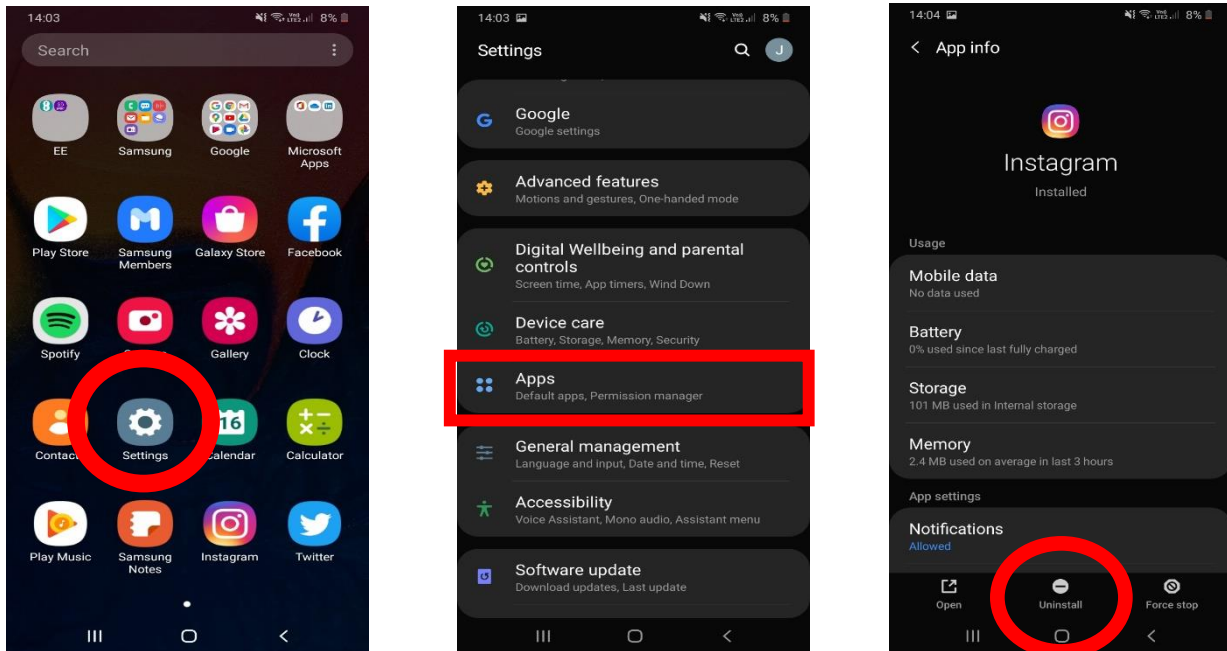 14:03
8%
Search
EE
Samsung
Google
Microsoft
Apps
Play Store
Samsung
Members
Galaxy Store
Facebook
Spotify
Gallery
Clock
16
Contac
Settings
alendar
Calculator
Play Music
Samsung
Notes
Instagram
Twitter
14:03
8%
Settings
J
Google
Google settings
Advanced features
Motions and gestures, One-handed mode
Digital Wellbeing and parental
controls
Screen time, App timers, Wind Down
Device care
Battery, Storage, Memory, Security
Apps
Default apps, Permission manager
General management
Language and input, Date and time, Reset
Accessibility
Voice Assistant, Mono audio, Assistant menu
Software update
Download updates, Last update
14:04
8%
App info
Instagram
Installed
Usage
Mobile data
No data used
Battery
0% used since last fully charged
Storage
101 MB used in Internal storage
Memory
2.4 MB used on average in last 3 hours
App settings
Notifications
Allowed
Open
Uninstall
Force stop